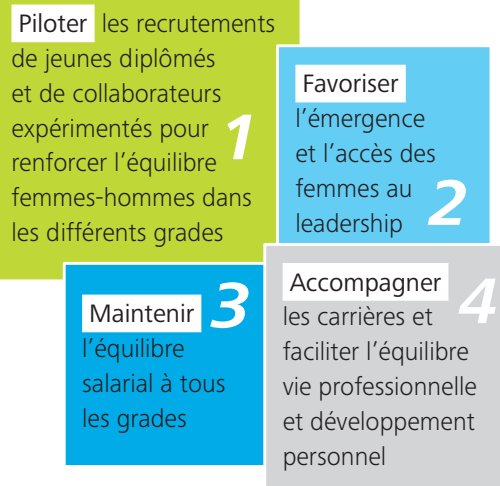 Piloter les recrutements
de jeunes diplômés
et de collaborateurs
expérimentés pour
renforcer l'équilibre
femmes-hommes dans
les différents grades
1
Favoriser
l'émergence
et l'accès des
femmes au
leadership
2
Maintenir
l'équilibre
salarial à tous
les grades
3
Accompagner
les carrières et
faciliter l'équilibre
vie professionnelle
et développement
personnel
4